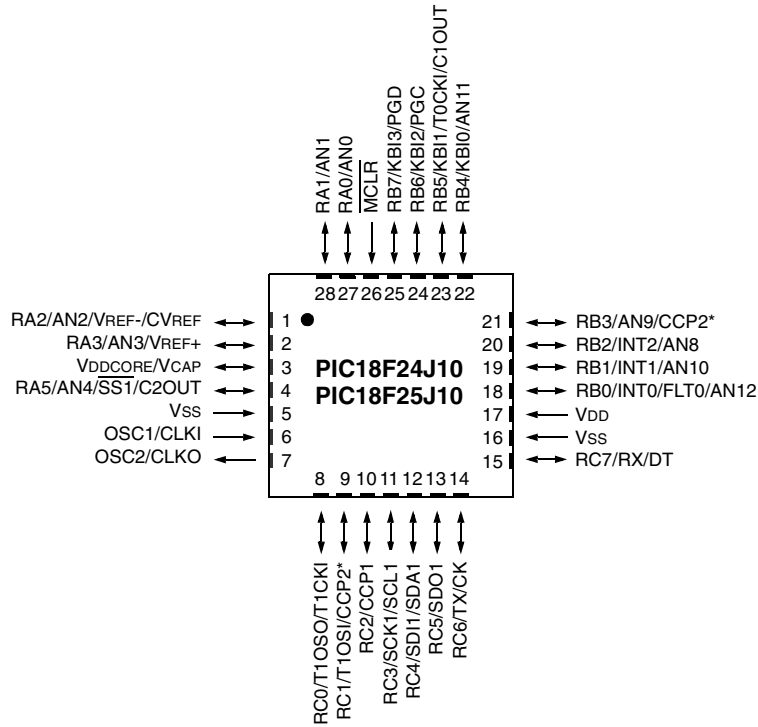 RA1/AN1
RA0/AN0
MCLR
RB7/KBI3/PGD
RB6/KBI2/PGC
RB5/KBI1/T0CKI/C1OUT
RB4/KBI0/AN11
28 27 26 25 24 23 22
RA2/AN2/VREF-/CVREF 1
RA3/AN3/VREF+ 2
VDDCORE/VCAP 3
RA5/AN4/SS1/C2OUT 4
VSS 5
OSC1/CLKI 6
OSC2/CLKO 7
PIC18F24J10
PIC18F25J10
21 RB3/AN9/CCP2*
20 RB2/INT2/AN8
19 RB1/INT1/AN10
18 RB0/INT0/FLT0/AN12
17 VDD
16 VSS
15 RC7/RX/DT
8 9 10 11 12 13 14
RC0/T1OSO/T1CKI
RC1/T1OSI/CCP2*
RC2/CCP1
RC3/SCK1/SCL1
RC4/SDI1/SDA1
RC5/SDO1
RC6/TX/CK